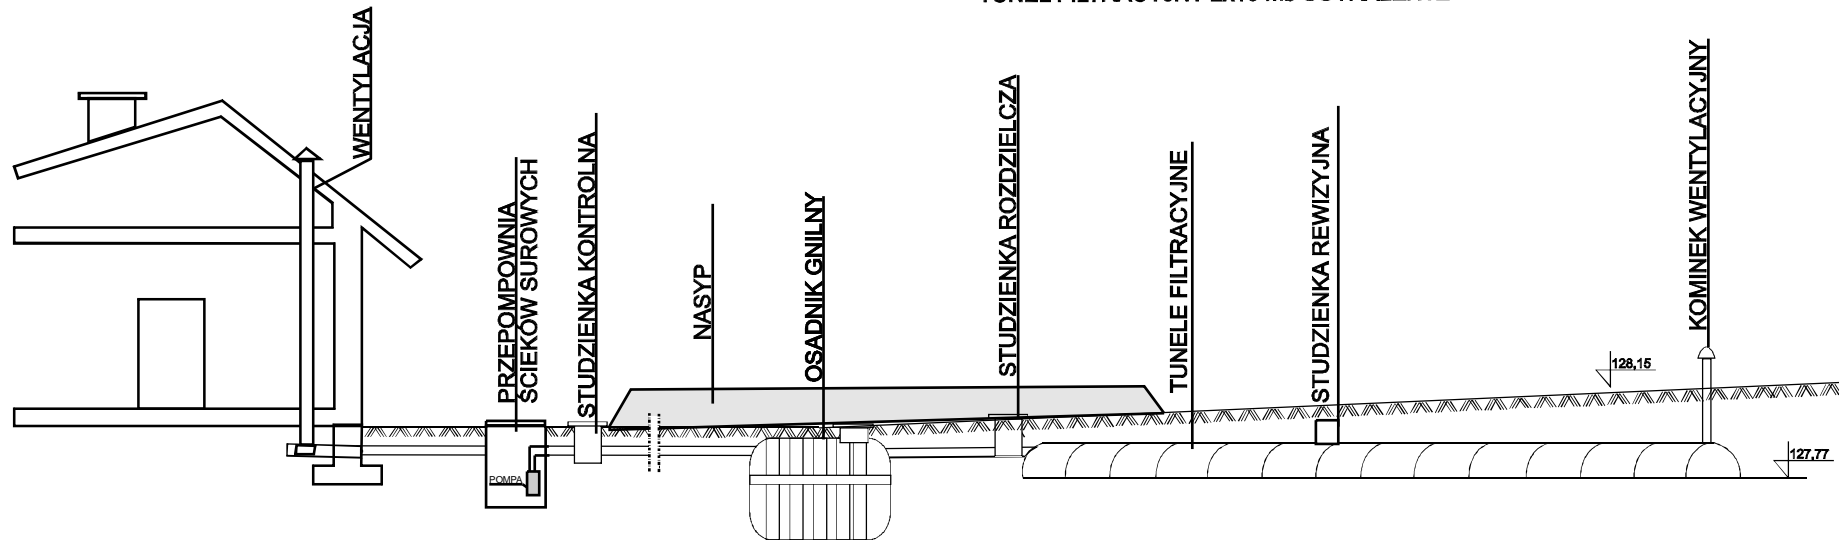 WENTYLACJA
PRZEPOMPOWNIA
ŚCIEKÓW SUROWYCH
STUDZIENKA KONTROLNA
NASYP
OSADNIK GNILNY
STUDZIENKA ROZDZIELCZA
TUNELE FILTRACYJNE
STUDZIENKA REWIZYJNA
KOMINEK WENTYLACYJNY
128,15
127,77
POMPA